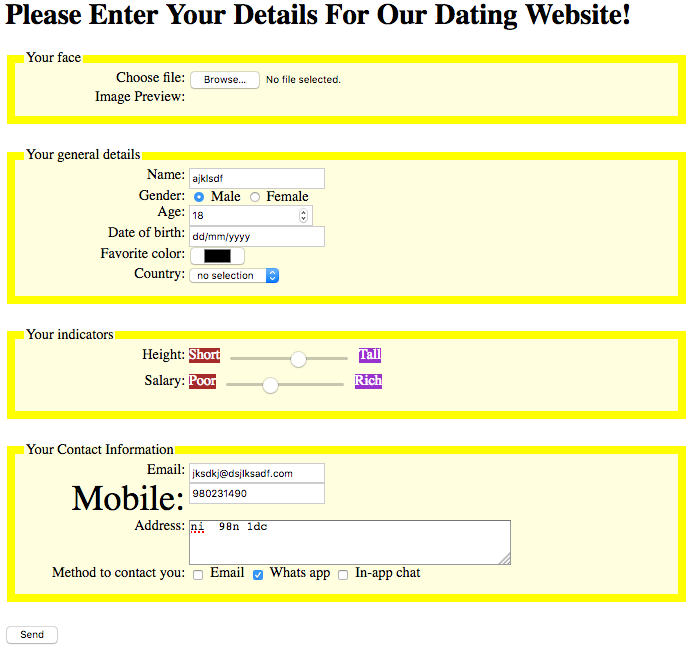 Please Enter Your Details For Our Dating Website!
Your face
Choose file: Browse... No file selected.
Image Preview:
Your general details
Name: ajklsdf
Gender: Male Female
Age: 18
Date of birth: dd/mm/yyyy
Favorite color:
Country: no selection
Your indicators
Height: Short Tall
Salary: Poor Rich
Your Contact Information
Email: jksdkj@dsjlksadf.com
Mobile: 980231490
Address: ni 98n 1dc
Method to contact you: Email Whats app In-app chat
Send